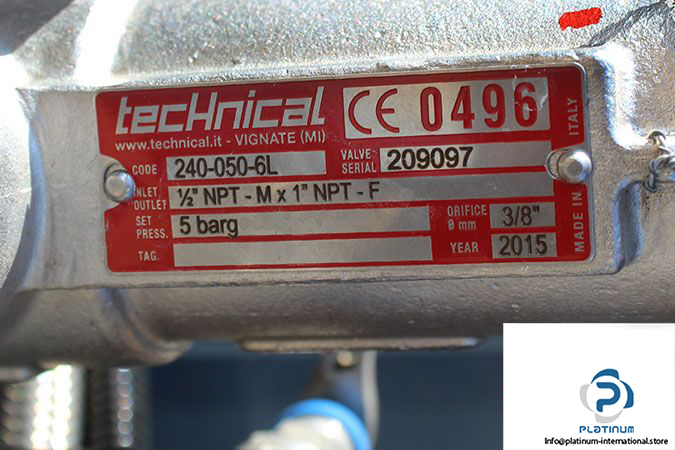 tecHnical
CE 0496
www.technical.it - VIGNATE (MI)
CODE 240-050-6L
VALVE SERIAL 209097
INLET OUTLET ½" NPT - M x 1" NPT - F
SET PRESS. 5 barg
ORIFICE Ø mm 3/8"
TAG.
YEAR 2015
MADE IN ITALY
PLATINUM
Info@platinum-international.store